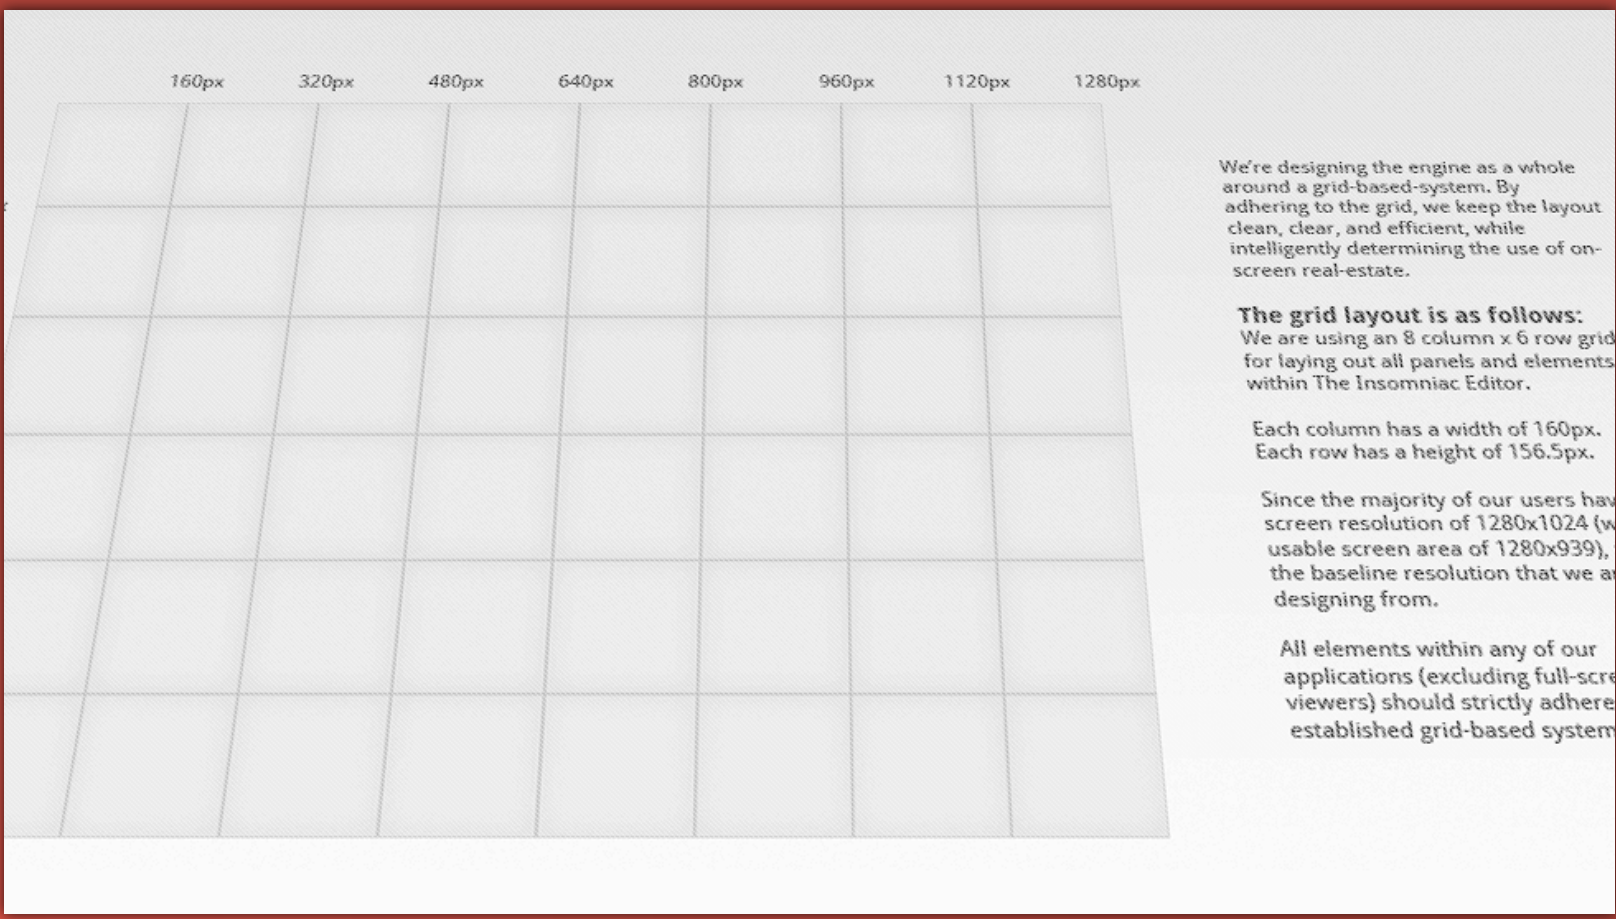 160px 320px 480px 640px 800px 960px 1120px 1280px
We're designing the engine as a whole
around a grid-based-system. By
adhering to the grid, we keep the layout
clean, clear, and efficient, while
intelligently determining the use of on-
screen real-estate.
The grid layout is as follows:
We are using an 8 column x 6 row grid
for laying out all panels and elements
within The Insomniac Editor.
Each column has a width of 160px.
Each row has a height of 156.5px.
Since the majority of our users
screen resolution of 1280x1024
usable screen area of 1280x939),
the baseline resolution that we
designing from.
All elements within any of our
applications (excluding
viewers) should strictly adhere
established grid-based system